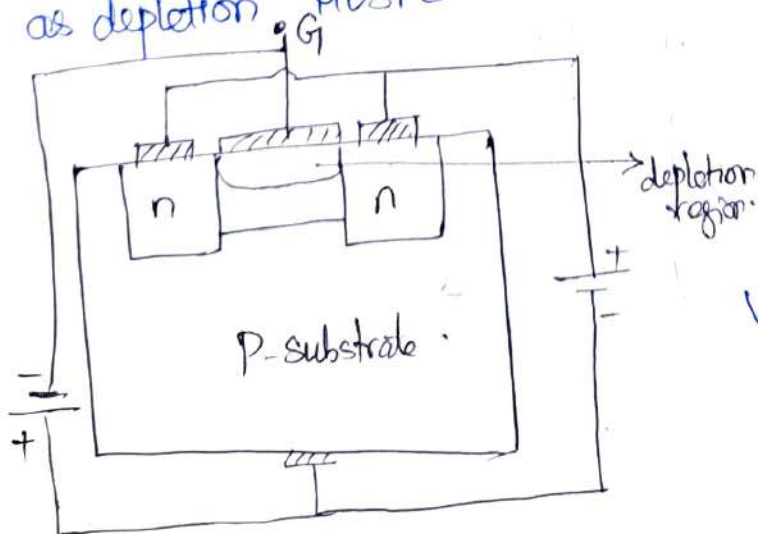 as depletion
G
n
n
depletion
region.
+
-
-
+
P-substrate.